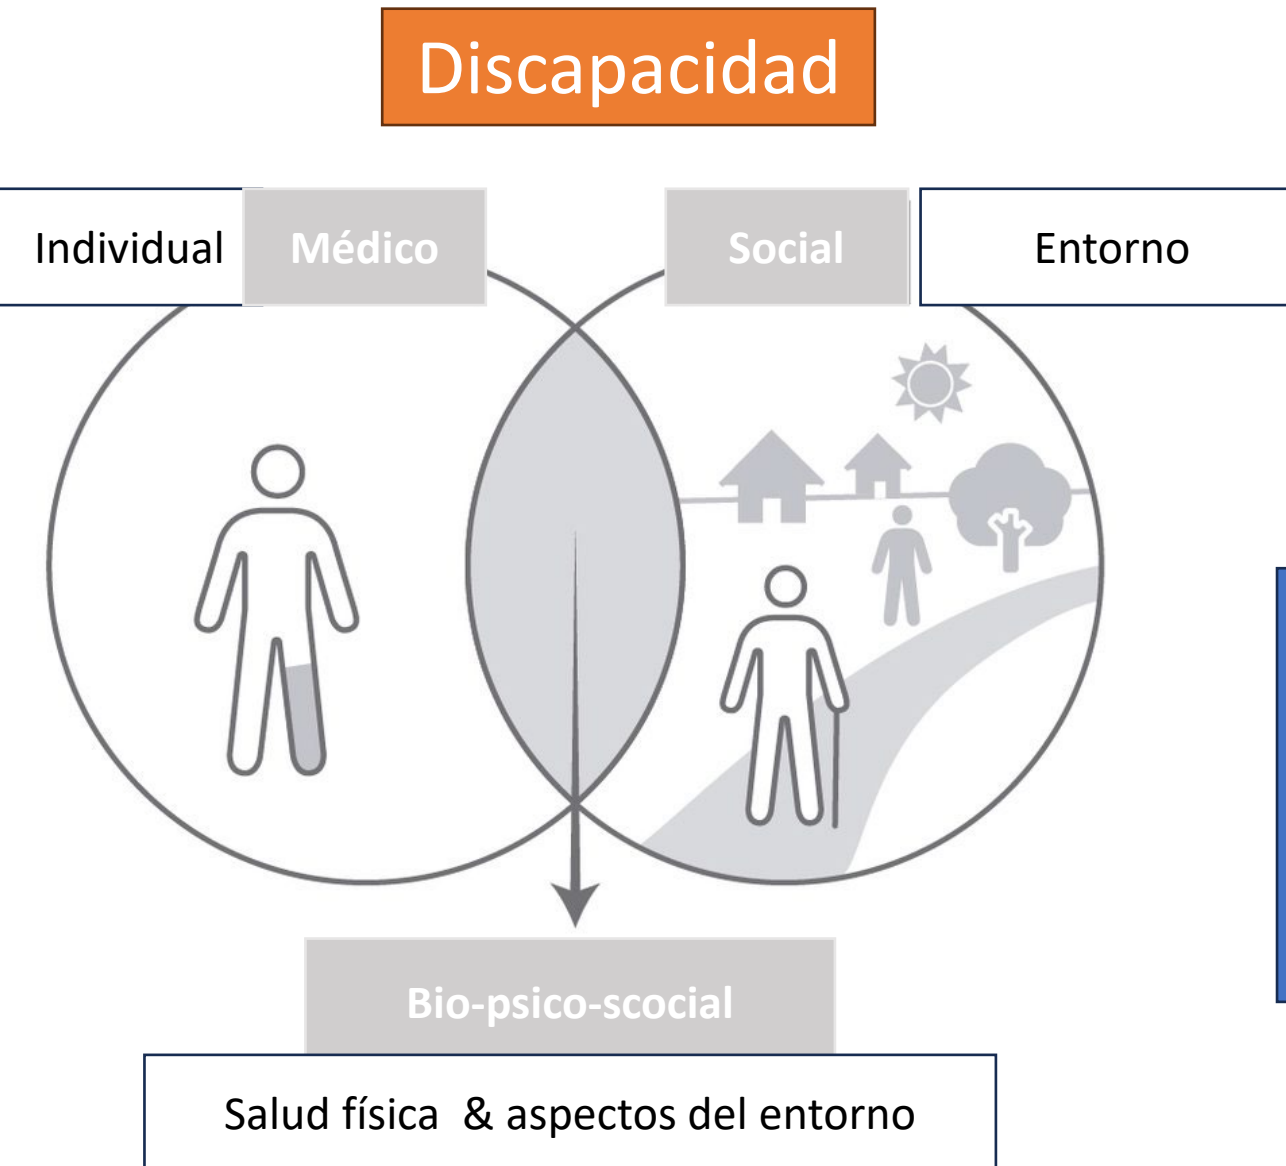 Discapacidad
Individual
Médico
Social
Entorno
Bio-psico-scocial
Salud física & aspectos del entorno